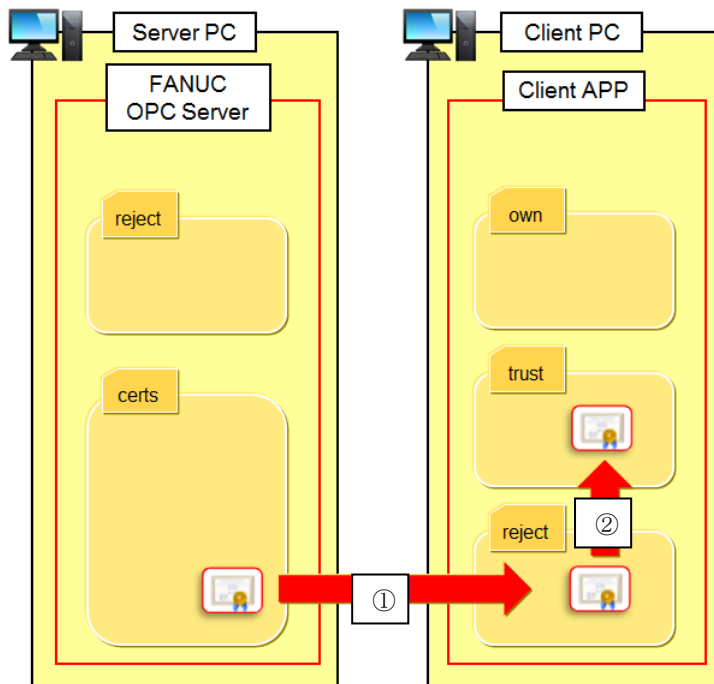 Server PC
FANUC
OPC Server
reject
certs
①
Client PC
Client APP
own
trust
②
reject